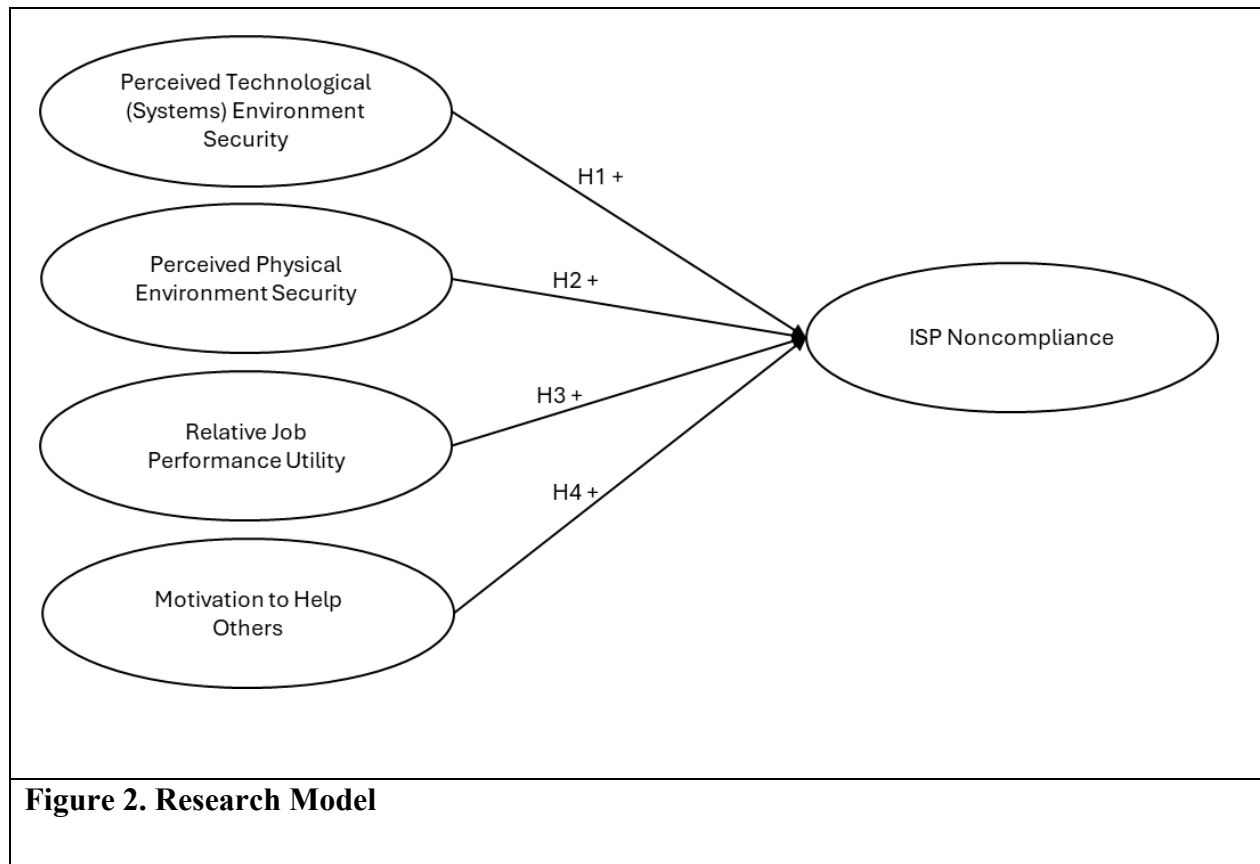 Perceived Technological
(Systems) Environment
Security
H1 +
Perceived Physical
Environment Security
H2 +
ISP Noncompliance
H3 +
Relative Job
Performance Utility
H4 +
Motivation to Help
Others
Figure 2. Research Model